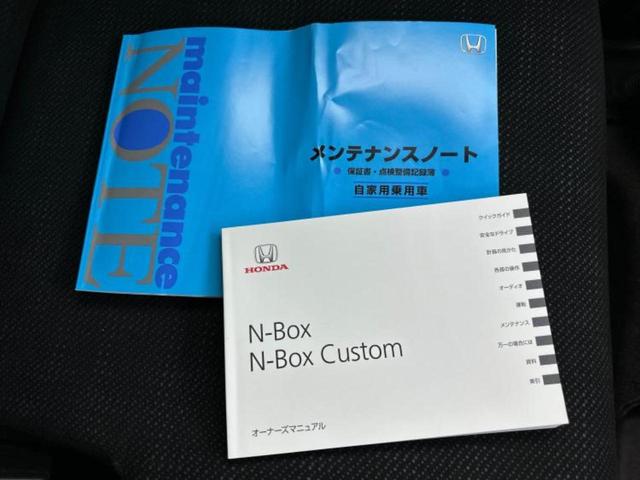 maintenance
NOTE
メンテナンスノート
保証書・点検整備記録簿
自家用乗用車
HONDA
N-Box
N-Box Custom
オーナーズマニュアル
クイックガイド
安全なドライブ
計器の見かた
各部の操作
オーディオ
運転
メンテナンス
万一の場合には
資料
索引